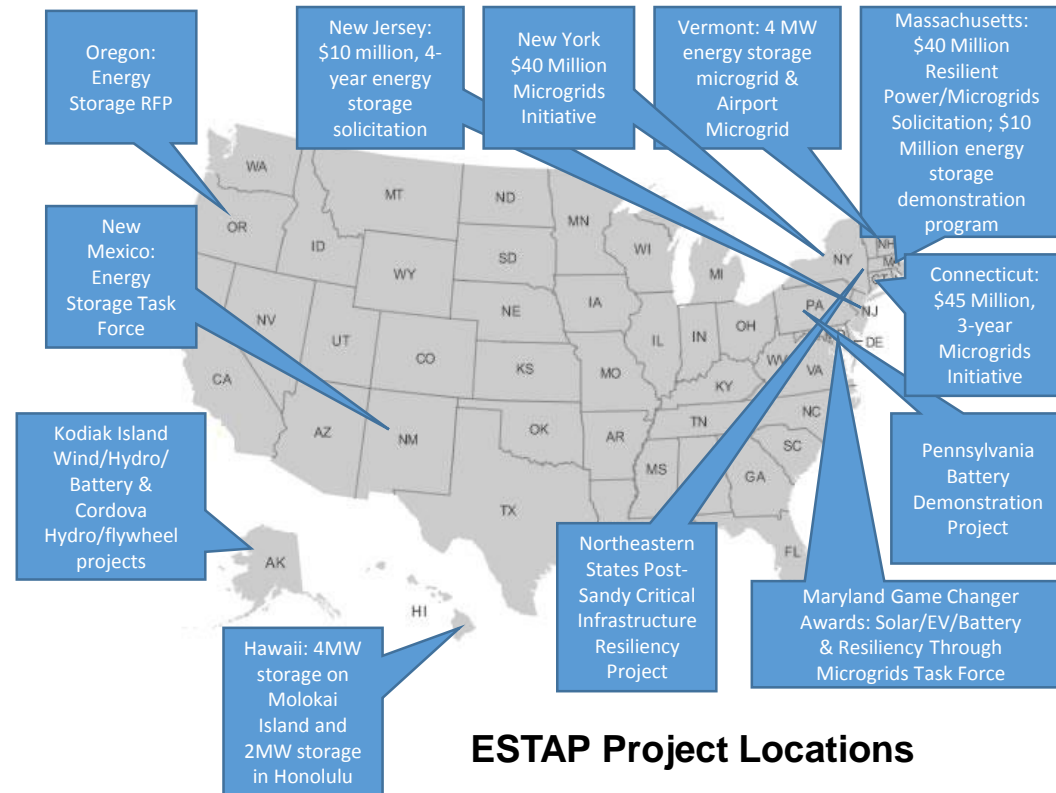 Oregon:
Energy
Storage RFP
New Jersey:
$10 million, 4-
year energy
storage
solicitation
New York
$40 Million
Microgrids
Initiative
Vermont: 4 MW
energy storage
microgrid &
Airport
Microgrid
Massachusetts:
$40 Million
Resilient
Power/Microgrids
Solicitation; $10
Million energy
storage
demonstration
program
New
Mexico:
Energy
Storage Task
Force
Connecticut:
$45 Million,
3-year
Microgrids
Initiative
Kodiak Island
Wind/Hydro/
Battery &
Cordova
Hydro/flywheel
projects
Pennsylvania
Battery
Demonstration
Project
Northeastern
States Post-
Sandy Critical
Infrastructure
Resiliency
Project
Maryland Game Changer
Awards: Solar/EV/Battery
& Resiliency Through
Microgrids Task Force
Hawaii: 4MW
storage on
Molokai
Island and
2MW storage
in Honolulu
WA
MT
ND
MN
OR
ID
WY
SD
WI
MI
NY
NH
MA
CT
NV
UT
CO
NE
IA
IL
IN
OH
PA
NJ
DE
CA
KS
MO
KY
WV
VA
AZ
NM
OK
AR
TN
NC
SC
TX
MS
GA
FL
AK
HI
ESTAP Project Locations